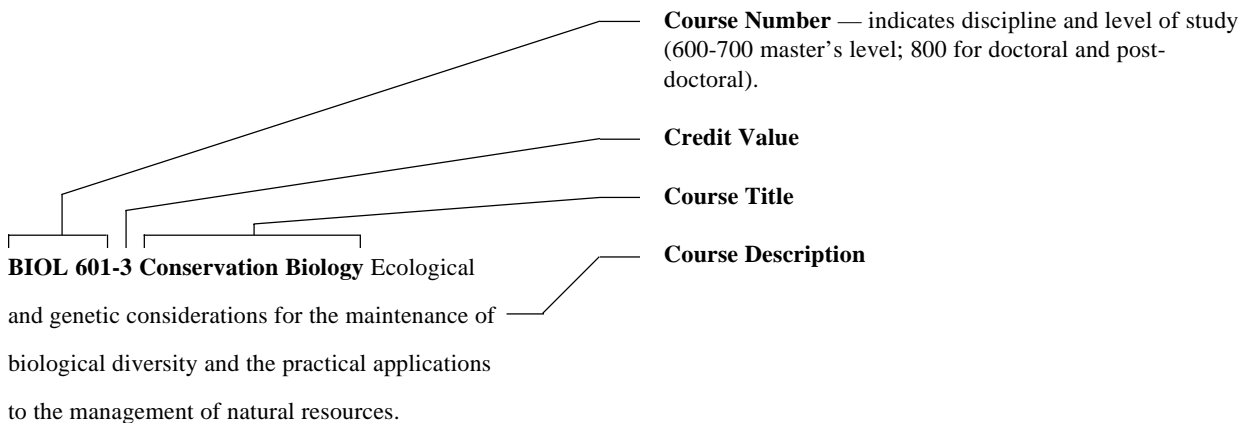 Course Number — indicates discipline and level of study
(600-700 master’s level; 800 for doctoral and post-
doctoral).
Credit Value
Course Title
Course Description
BIOL 601-3 Conservation Biology Ecological
and genetic considerations for the maintenance of
biological diversity and the practical applications
to the management of natural resources.